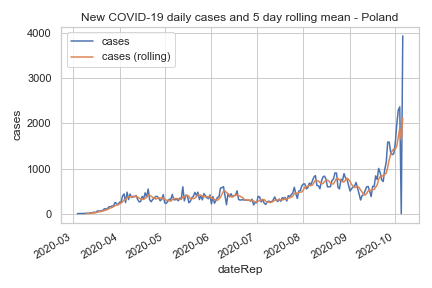 New COVID-19 daily cases and 5 day rolling mean - Poland
cases
cases (rolling)
4000
3000
2000
1000
0
cases
2020-03
2020-04
2020-05
2020-06
2020-07
2020-08
2020-09
2020-10
dateRep